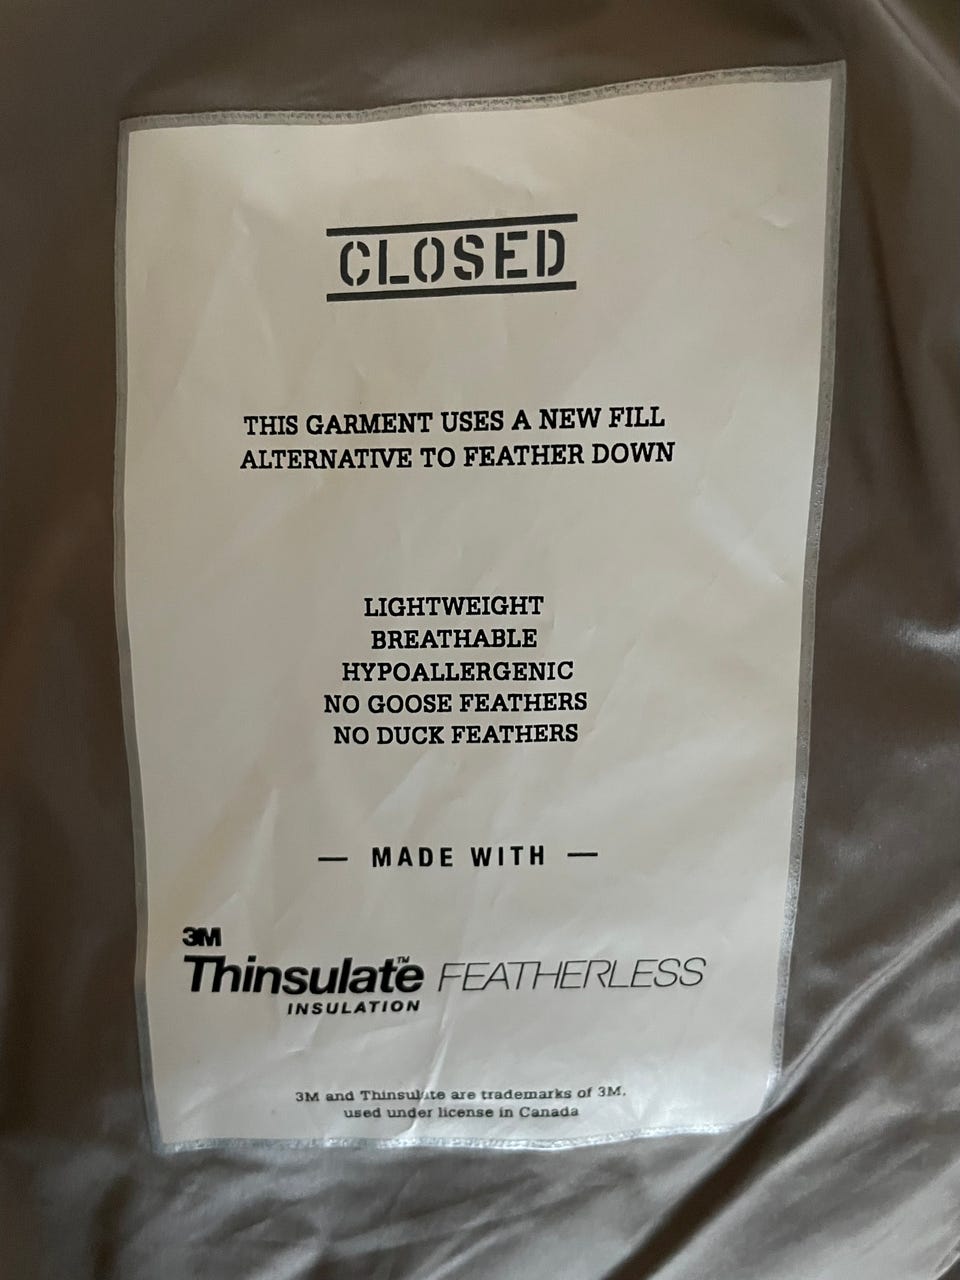 CLOSED
THIS GARMENT USES A NEW FILL
ALTERNATIVE TO FEATHER DOWN
LIGHTWEIGHT
BREATHABLE
HYPOALLERGENIC
NO GOOSE FEATHERS
NO DUCK FEATHERS
— MADE WITH —
3M
Thinsulate™ FEATHERLESS
INSULATION
3M and Thinsulate are trademarks of 3M.
used under license in Canada